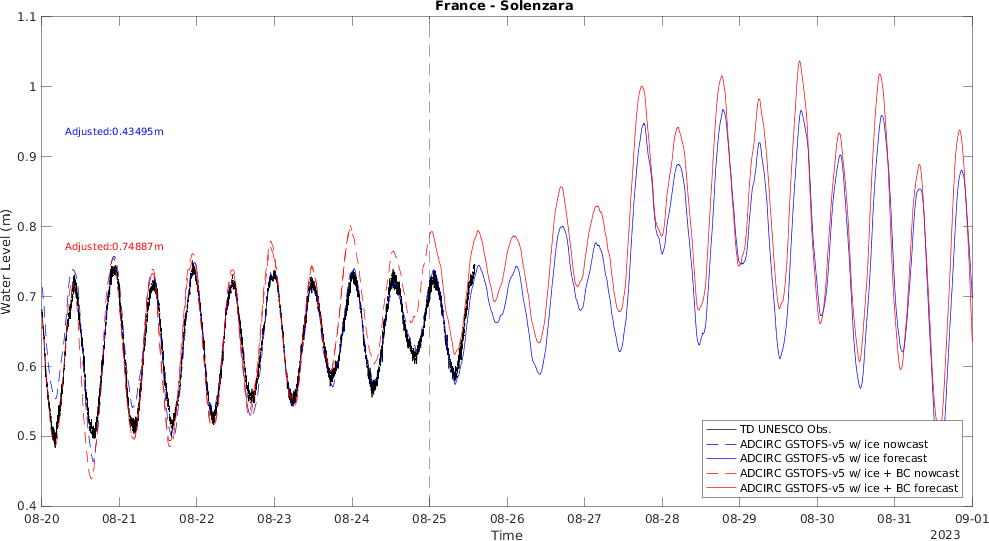 France - Solenzara
1.1
1
0.9
0.8
0.7
0.6
0.5
0.4
Water Level (m)
Adjusted:0.43495m
Adjusted:0.74887m
TD UNESCO Obs.
ADCIRC GSTOFS-v5 w/ ice nowcast
ADCIRC GSTOFS-v5 w/ ice forecast
ADCIRC GSTOFS-v5 w/ ice + BC nowcast
ADCIRC GSTOFS-v5 w/ ice + BC forecast
08-20 08-21 08-22 08-23 08-24 08-25 08-26 08-27 08-28 08-29 08-30 08-31 09-01
Time
2023